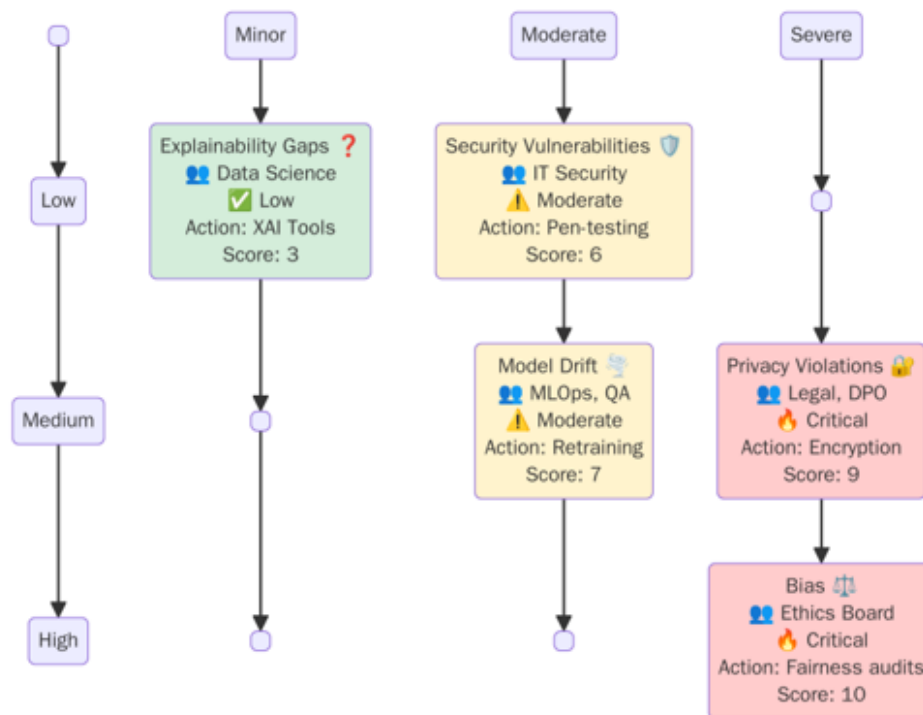 Minor
Moderate
Severe
Low
Explainability Gaps ❓
👥 Data Science
✅ Low
Action: XAI Tools
Score: 3
Security Vulnerabilities 🛡️
👥 IT Security
⚠️ Moderate
Action: Pen-testing
Score: 6
Medium
Model Drift 🌪️
👥 MLOps, QA
⚠️ Moderate
Action: Retraining
Score: 7
Privacy Violations 🔐
👥 Legal, DPO
🔥 Critical
Action: Encryption
Score: 9
High
Bias ⚖️
👥 Ethics Board
🔥 Critical
Action: Fairness audits
Score: 10